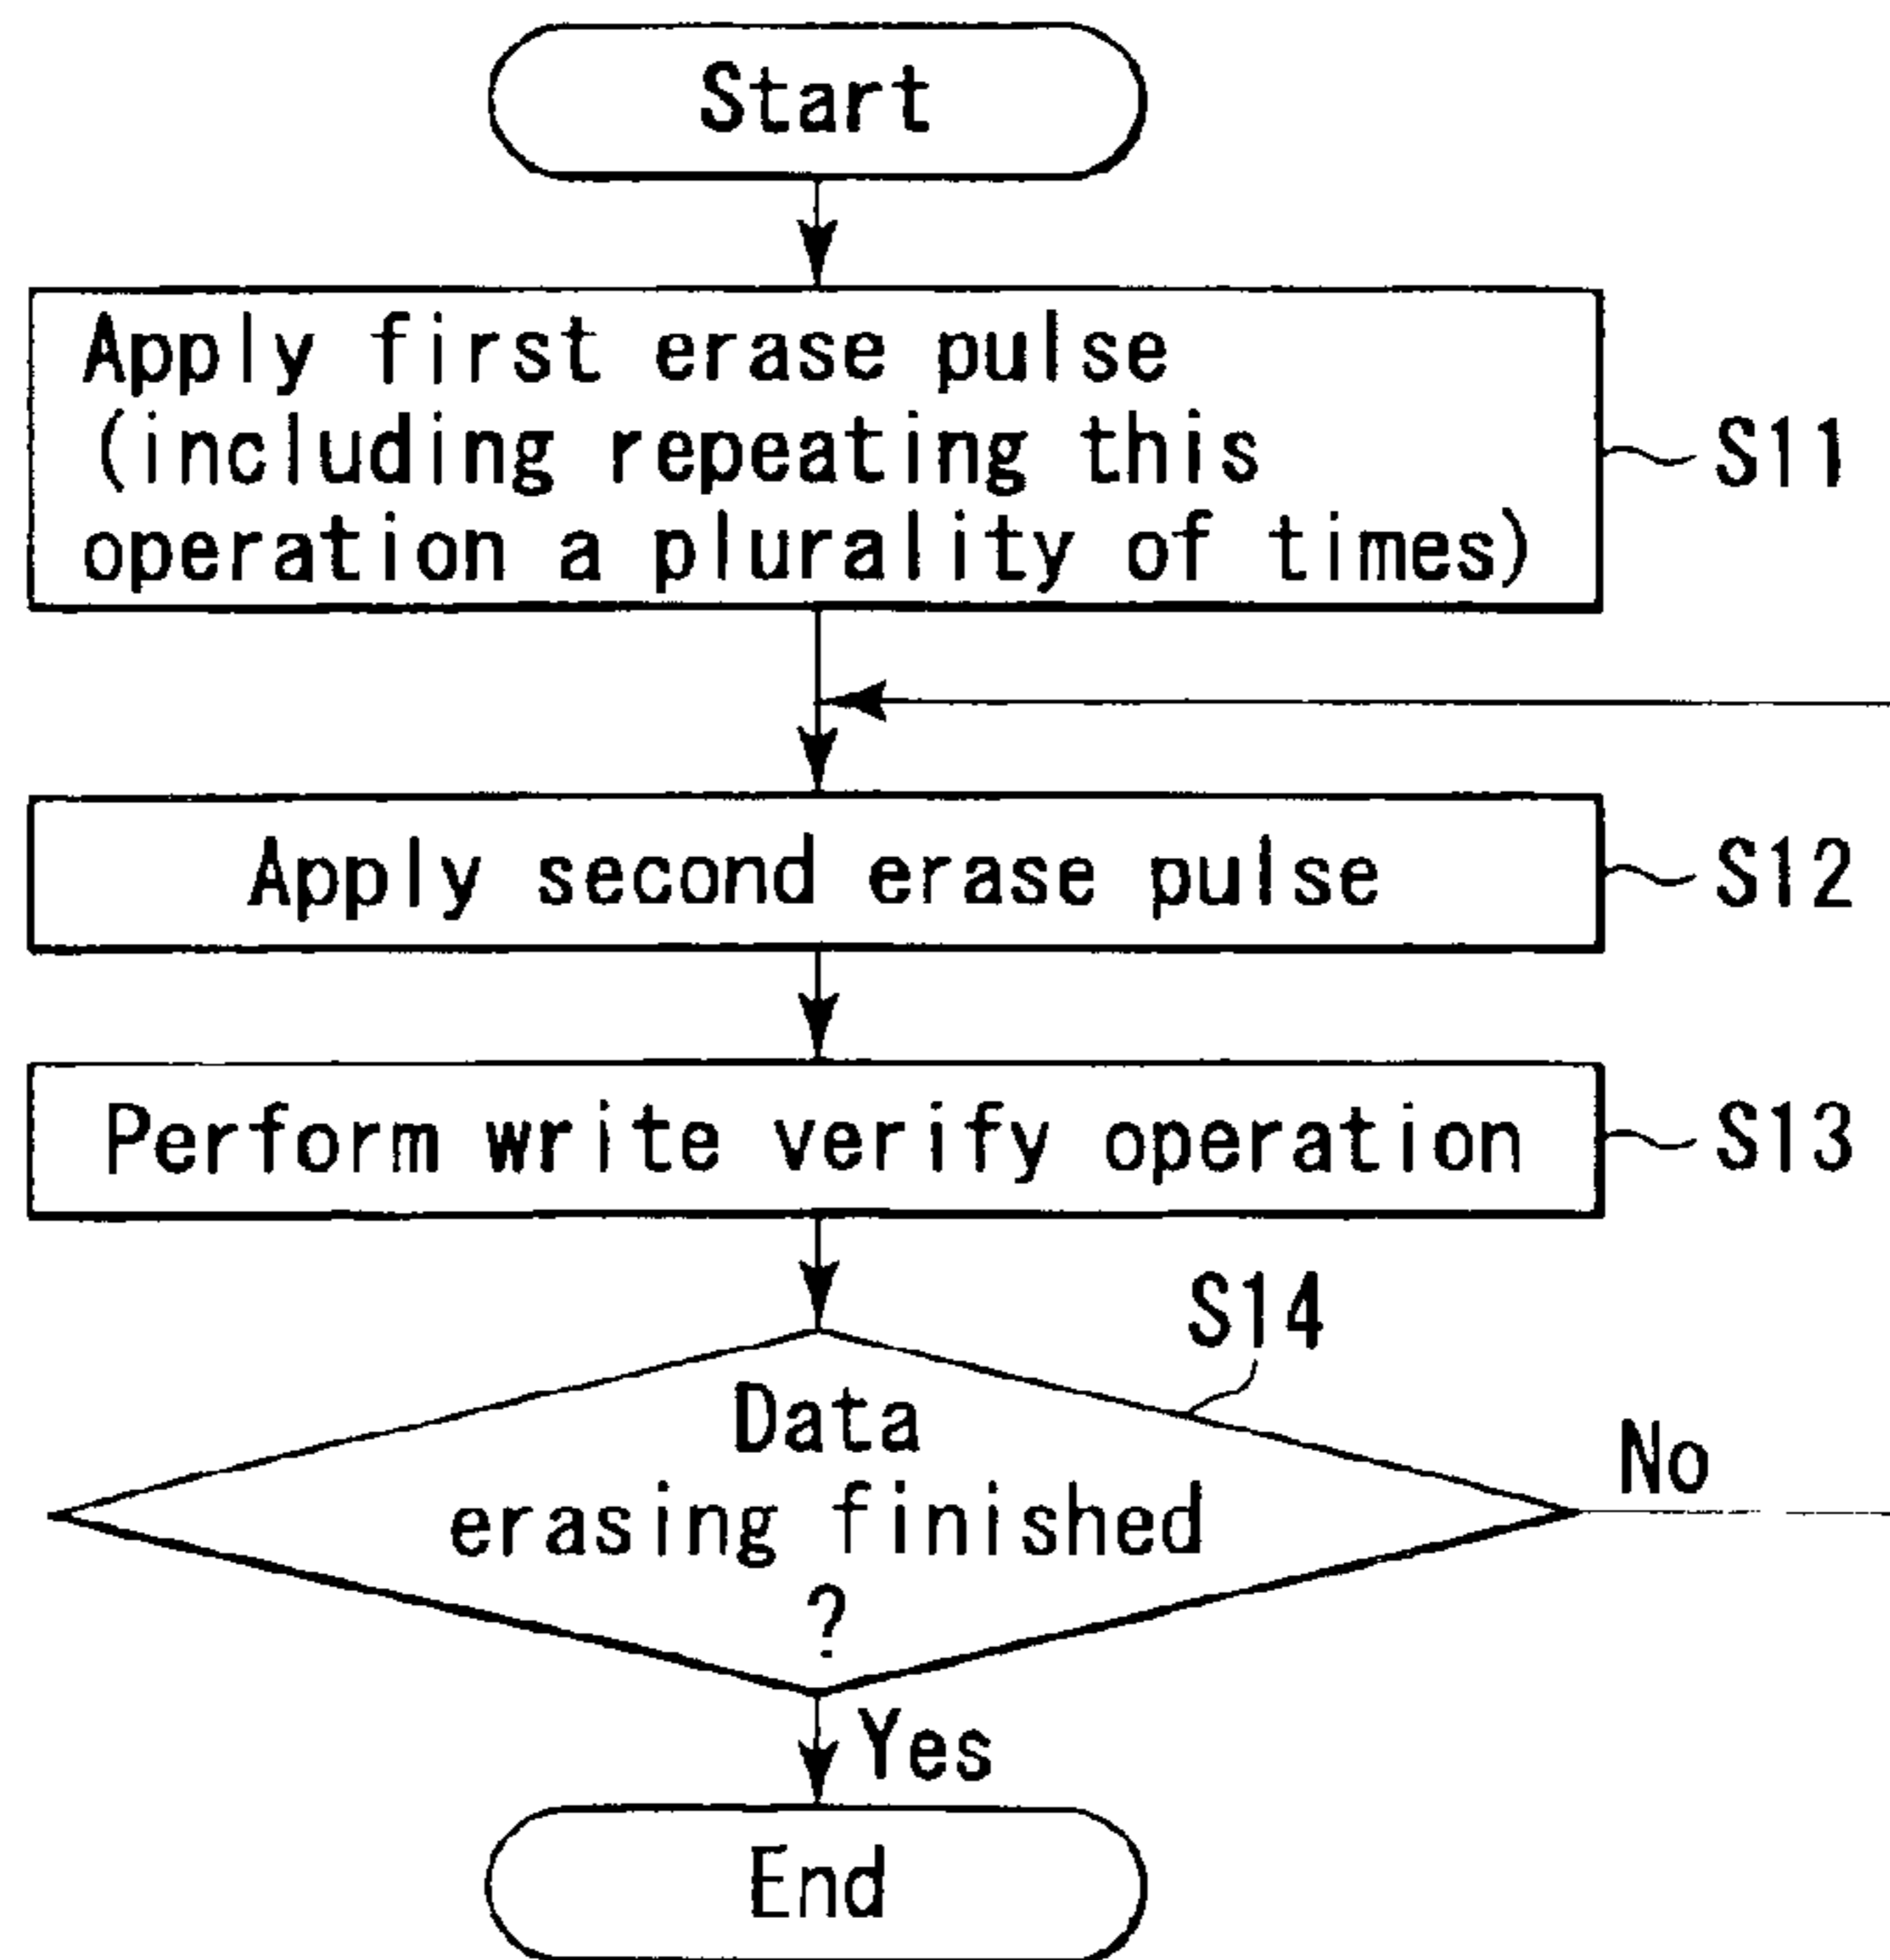 Start
Apply first erase pulse
(including repeating this
operation a plurality of times)
S11
Apply second erase pulse
S12
Perform write verify operation
S13
S14
Data
erasing finished
?
No
Yes
End